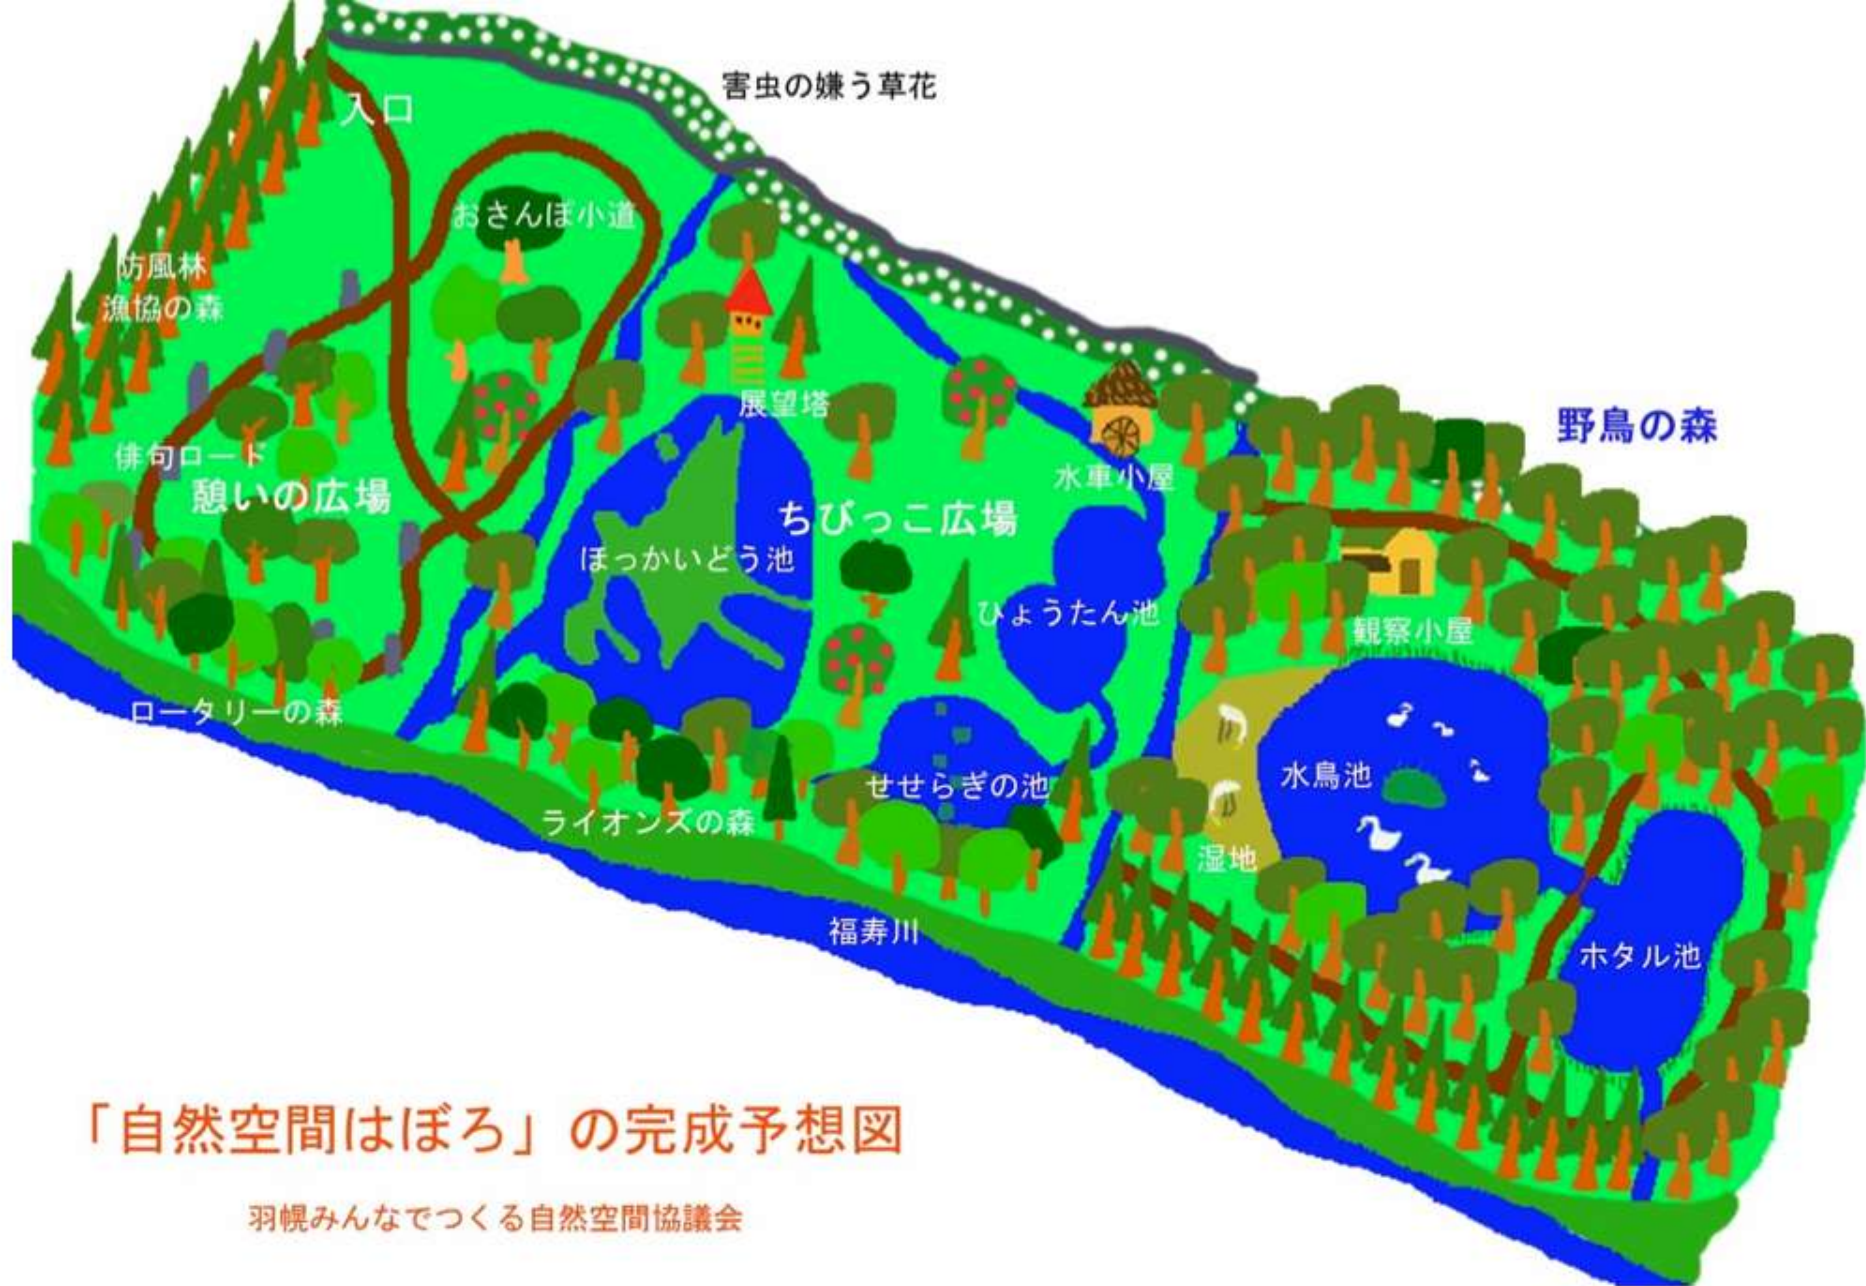 害虫の嫌う草花
入口
おさんぽ小道
防風林
漁協の森
展望塔
野鳥の森
俳句ロード
憩いの広場
水車小屋
ちびっこ広場
ほっかいどう池
ひょうたん池
観察小屋
ロータリーの森
水鳥池
せせらぎの池
ライオンズの森
湿地
福寿川
ホタル池
「自然空間はぼろ」の完成予想図
羽幌みんなでつくる自然空間協議会